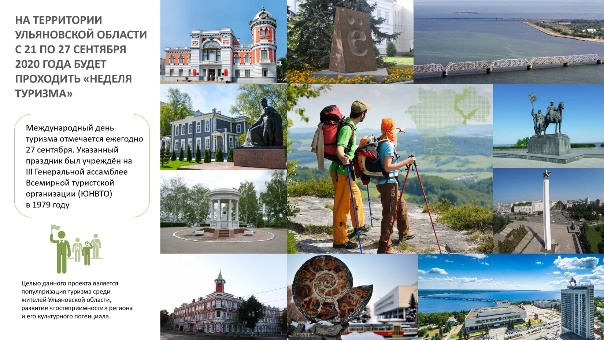 НА ТЕРРИТОРИИ
УЛЬЯНОВСКОЙ ОБЛАСТИ
С 21 ПО 27 СЕНТЯБРЯ
2020 ГОДА БУДЕТ
ПРОХОДИТЬ «НЕДЕЛЯ
ТУРИЗМА»
Международный день
туризма отмечается ежегодно
27 сентября. Указанный
праздник был учреждён на
III Генеральной ассамблее
Всемирной туристской
организации (ЮНВТО)
в 1979 году
Целью данного проекта является
популяризация туризма среди
жителей Ульяновской области,
развитие «гостеприимности» региона
и его культурного потенциала.
ё